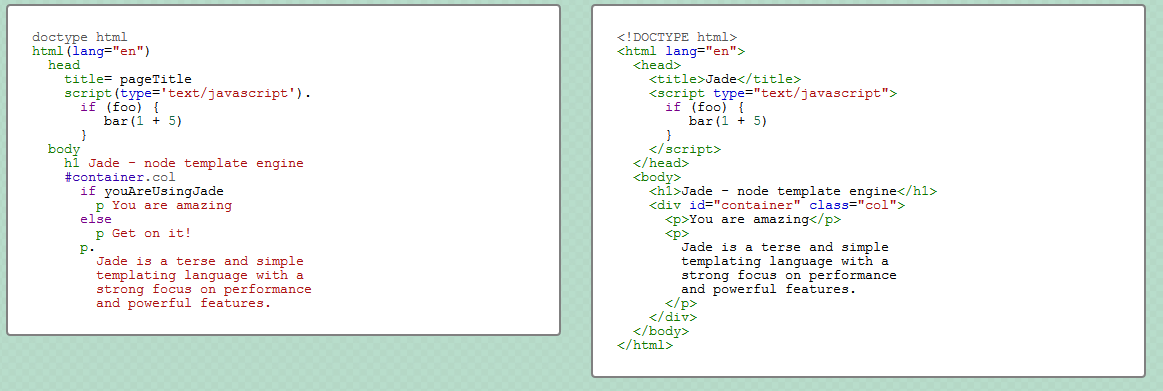 doctype html
html(lang="en")
  head
    title= pageTitle
    script(type='text/javascript').
      if (foo) {
         bar(1 + 5)
      }
  body
    h1 Jade - node template engine
    #container.col
      if youAreUsingJade
        p You are amazing
      else
        p Get on it!
      p.
        Jade is a terse and simple
        templating language with a
        strong focus on performance
        and powerful features.
<!DOCTYPE html>
<html lang="en">
  <head>
    <title>Jade</title>
    <script type="text/javascript">
      if (foo) {
         bar(1 + 5)
      }
    </script>
  </head>
  <body>
    <h1>Jade - node template engine</h1>
    <div id="container" class="col">
      <p>You are amazing</p>
      <p>
        Jade is a terse and simple
        templating language with a
        strong focus on performance
        and powerful features.
      </p>
    </div>
  </body>
</html>